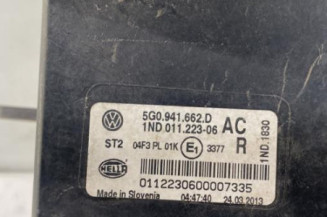 5G0.941.662.D
1ND 011.223-06 AC
ST2 04F3 PL 01K E1 3377 R
1ND.1830
HELLA
0112230600007335
Made in Slovenia 04:47:40 24.03.2013